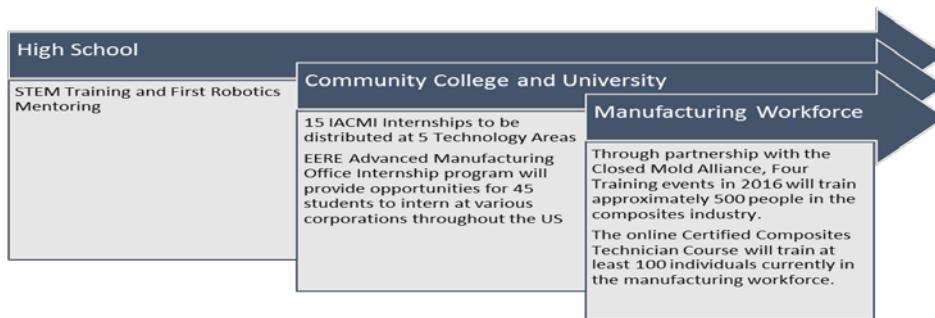 High School
STEM Training and First Robotics
Mentoring
Community College and University
15 IACMI Internships to be
distributed at 5 Technology Areas
EERE Advanced Manufacturing
Office Internship program will
provide opportunities for 45
students to intern at various
corporations throughout the US
Manufacturing Workforce
Through partnership with the
Closed Mold Alliance, Four
Training events in 2016 will train
approximately 500 people in the
composites industry.
The online Certified Composites
Technician Course will train at
least 100 individuals currently in
the manufacturing workforce.